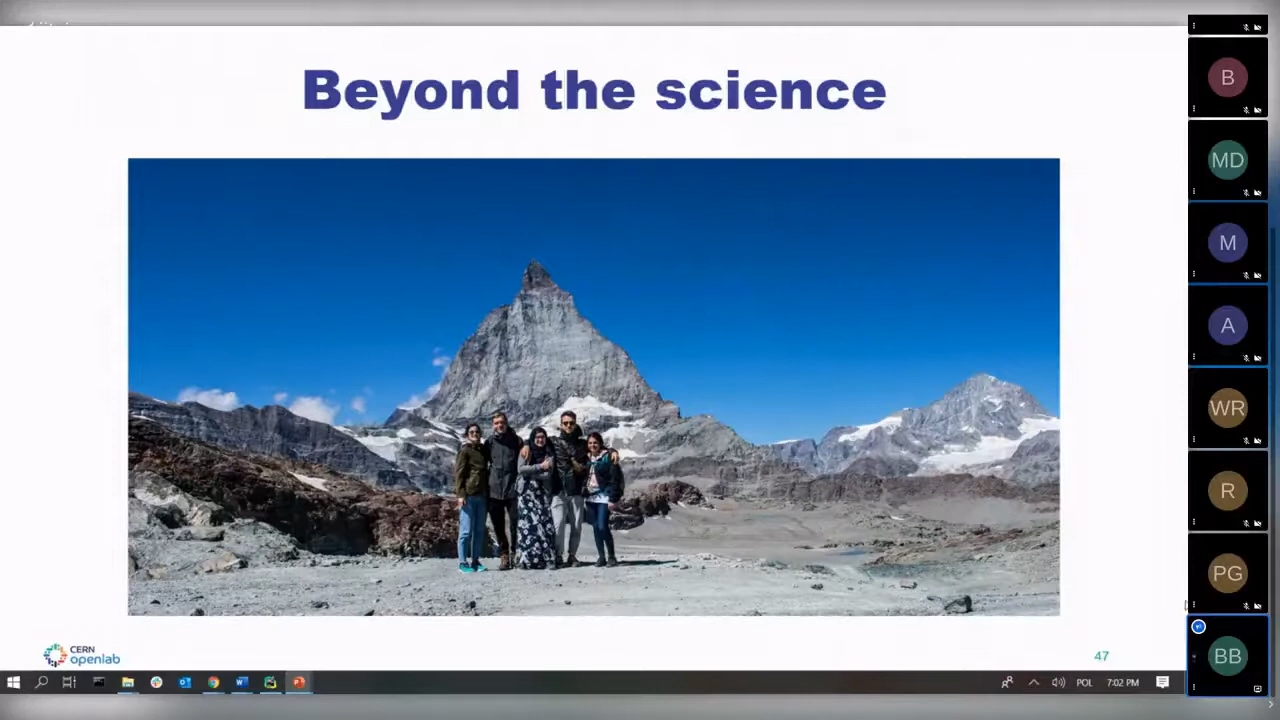 Beyond the science
B
MD
M
A
WR
R
PG
BB
CERN
openlab
47
POL
7:02 PM